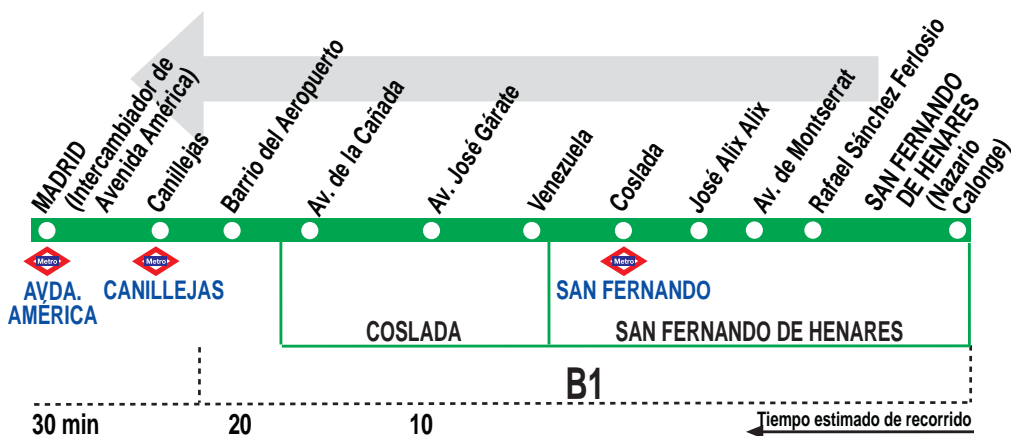 MADRID
(Intercambiador de
Avenida América)
Canillejas
Barrio del Aeropuerto
Av. de la Cañada
Av. José Gárate
Venezuela
Coslada
José Alix Alix
Av. de Montserrat
Rafael Sánchez Ferlosio
SAN FERNANDO
DE HENARES
(Nazario
Calonge)
Metro
Metro
Metro
AVDA.
AMÉRICA
CANILLEJAS
SAN FERNANDO
COSLADA
SAN FERNANDO DE HENARES
B1
30 min
20
10
Tiempo estimado de recorrido